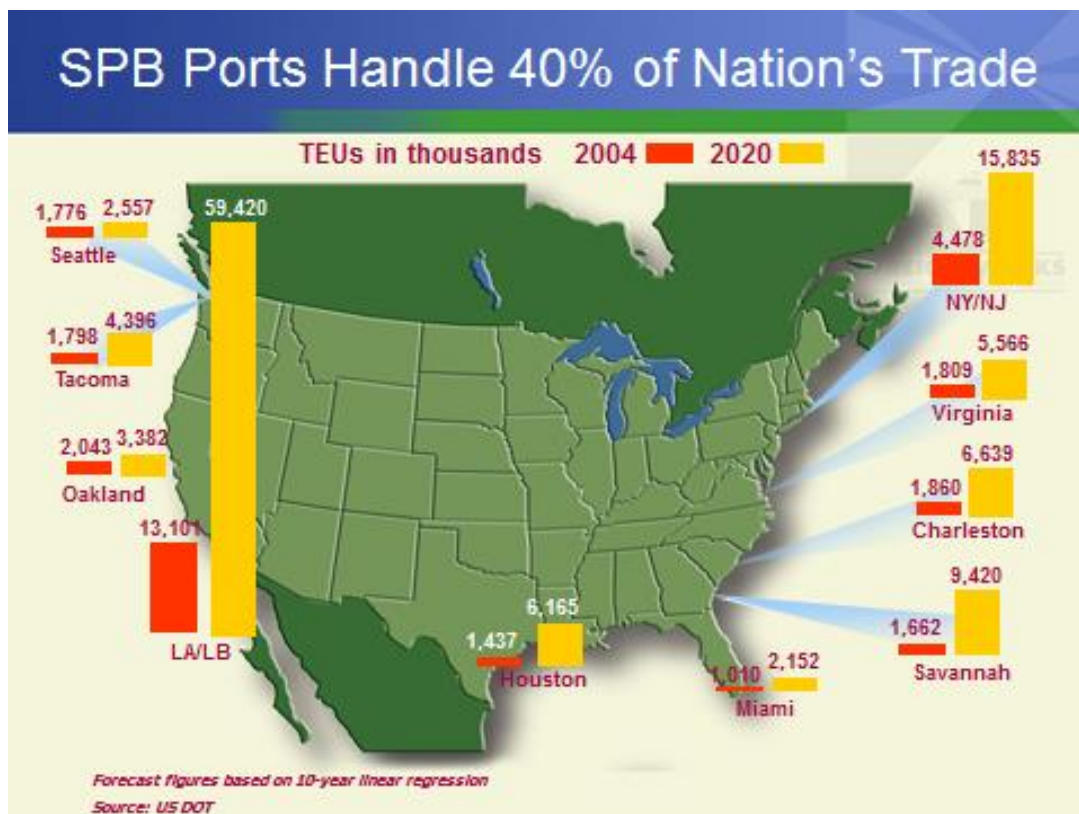 SPB Ports Handle 40% of Nation's Trade
TEUs in thousands 2004 2020
1,776 2,557
Seattle
59,420
15,835
4,478
NY/NJ
1,798 4,396
Tacoma
5,566
1,809
Virginia
2,043 3,382
Oakland
6,639
1,860
Charleston
13,101
LA/LB
9,420
1,662
Savannah
6,165
1,437
Houston
1,010 2,152
Miami
Forecast figures based on 10-year linear regression
Source: US DOT